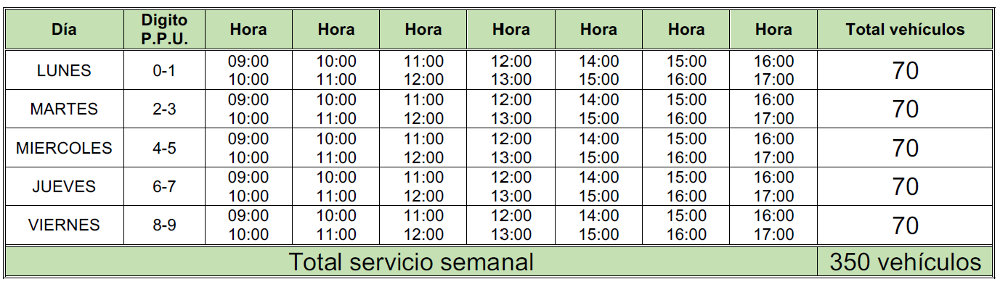 Día Digito P.P.U. Hora Hora Hora Hora Hora Hora Hora Total vehículos
LUNES 0-1 09:00 10:00 10:00 11:00 11:00 12:00 12:00 13:00 14:00 15:00 15:00 16:00 16:00 17:00 70
MARTES 2-3 09:00 10:00 10:00 11:00 11:00 12:00 12:00 13:00 14:00 15:00 15:00 16:00 16:00 17:00 70
MIERCOLES 4-5 09:00 10:00 10:00 11:00 11:00 12:00 12:00 13:00 14:00 15:00 15:00 16:00 16:00 17:00 70
JUEVES 6-7 09:00 10:00 10:00 11:00 11:00 12:00 12:00 13:00 14:00 15:00 15:00 16:00 16:00 17:00 70
VIERNES 8-9 09:00 10:00 10:00 11:00 11:00 12:00 12:00 13:00 14:00 15:00 15:00 16:00 16:00 17:00 70
Total servicio semanal 350 vehículos